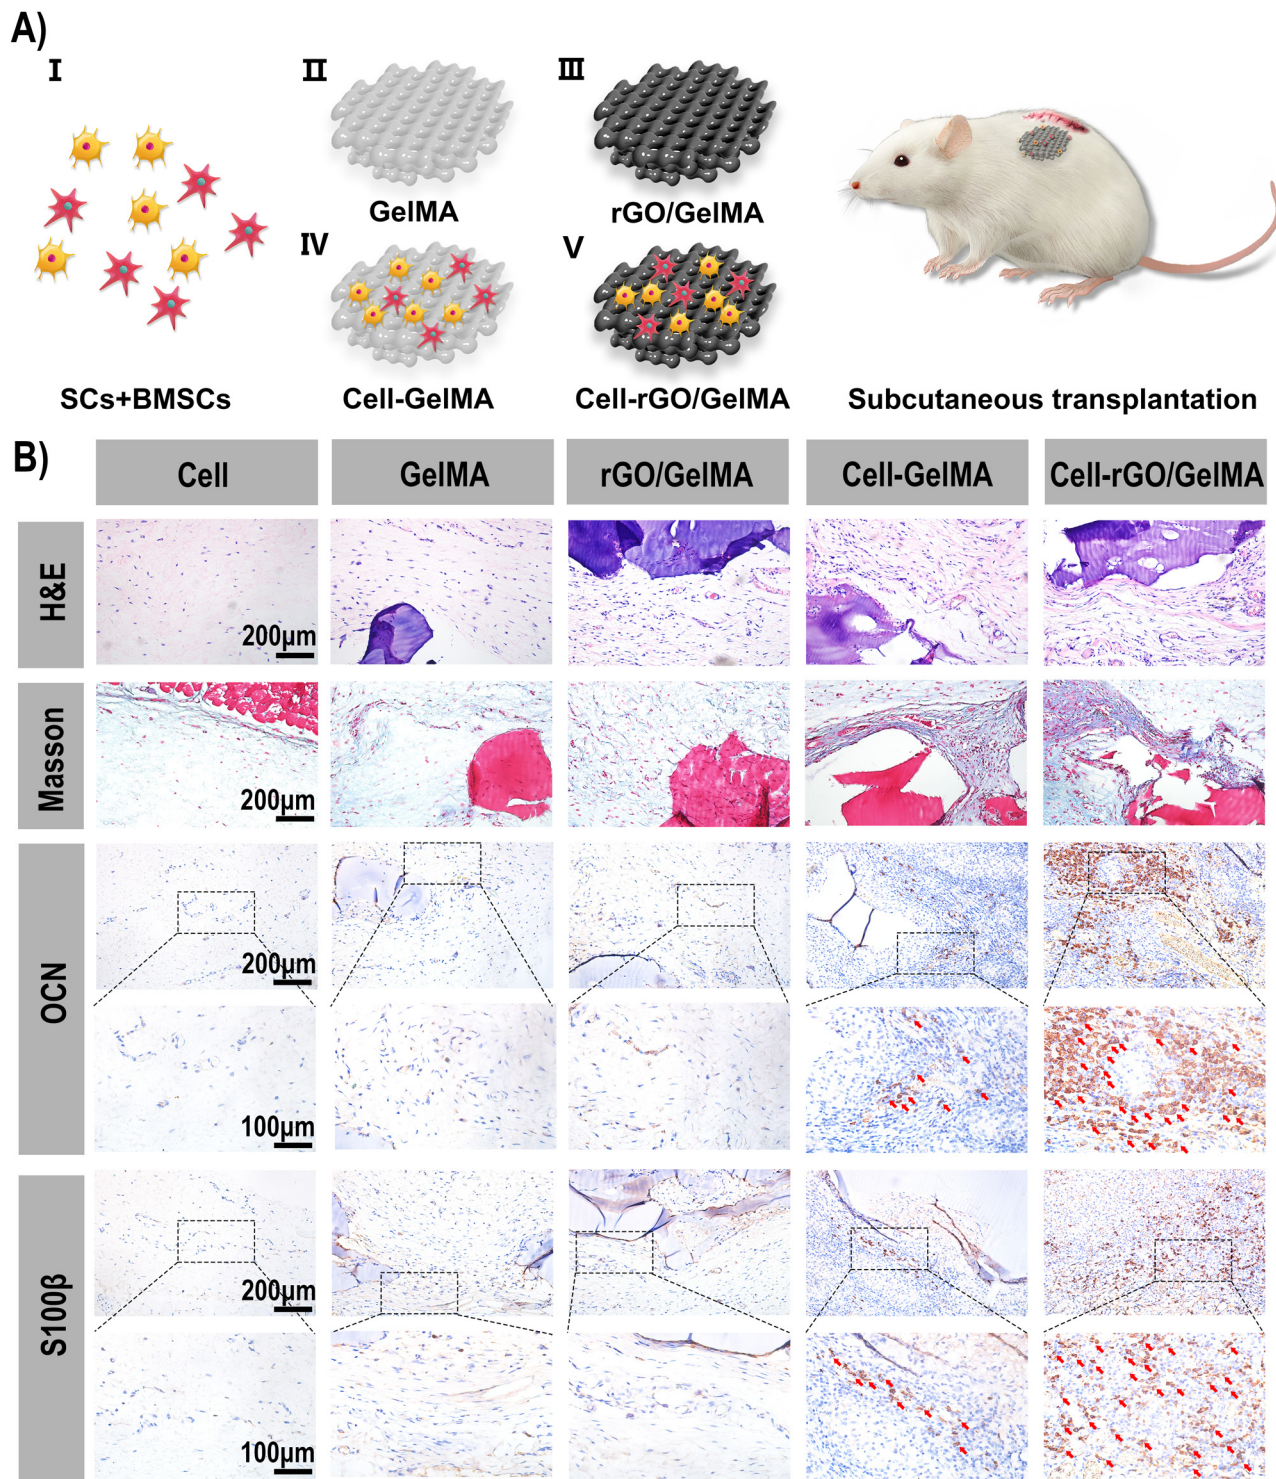 A)
I
II
III
GelMA
rGO/GelMA
IV
V
SCs+BMSCs
Cell-GelMA
Cell-rGO/GelMA
Subcutaneous transplantation
B)
Cell
GelMA
rGO/GelMA
Cell-GelMA
Cell-rGO/GelMA
H&E
200μm
Masson
200μm
OCN
200μm
100μm
S100β
200μm
100μm